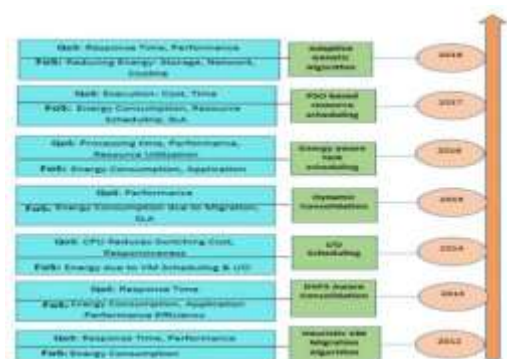 QoS: Response Time, Performance
FoS: Reducing Energy: Storage, Network, Cooling
Adaptive Genetic Algorithm
2018
QoS: Execution: Cost, Time
FoS: Energy Consumption, Resource Scheduling, SLA
PSO based resource scheduling
2017
QoS: Processing time, Performance, Resource Utilization
FoS: Energy Consumption, Application
Energy aware task scheduling
2016
QoS: Performance
FoS: Energy Consumption due to Migration, SLA
Dynamic Consolidation
2015
QoS: CPU Reduces Switching Cost, Responsiveness
FoS: Energy due to VM Scheduling & I/O
I/O Scheduling
2014
QoS: Response Time
FoS: Energy Consumption, Application Performance Efficiency
DVFS Aware Consolidation
2013
QoS: Response Time, Performance
FoS: Energy Consumption
Heuristic VM Migration Algorithm
2012